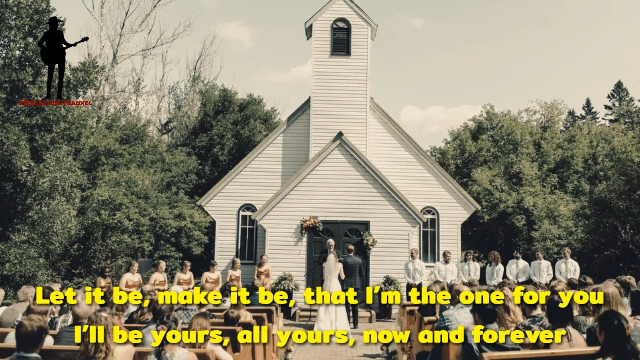 Let it be, make it be, that I'm the one for you
I'll be yours, all yours, now and forever